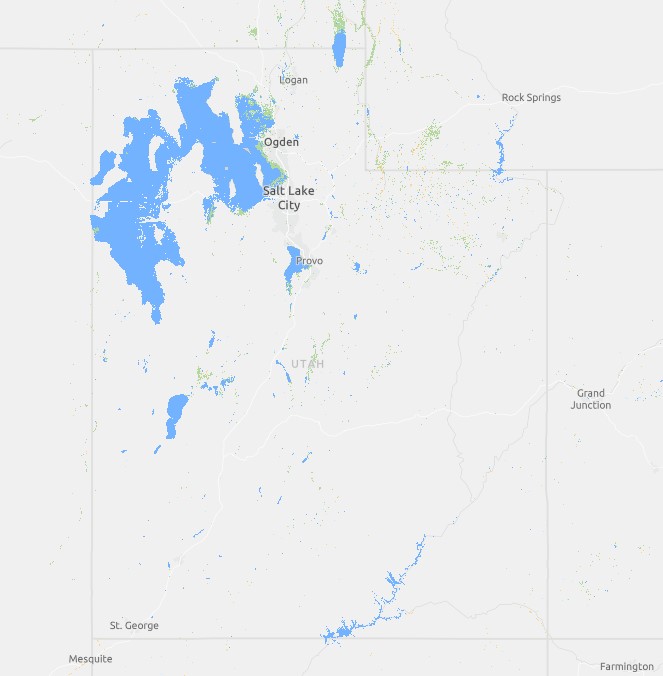 Logan
Rock Springs
Ogden
Salt Lake
City
Provo
UTAH
Grand
Junction
St. George
Mesquite
Farmington